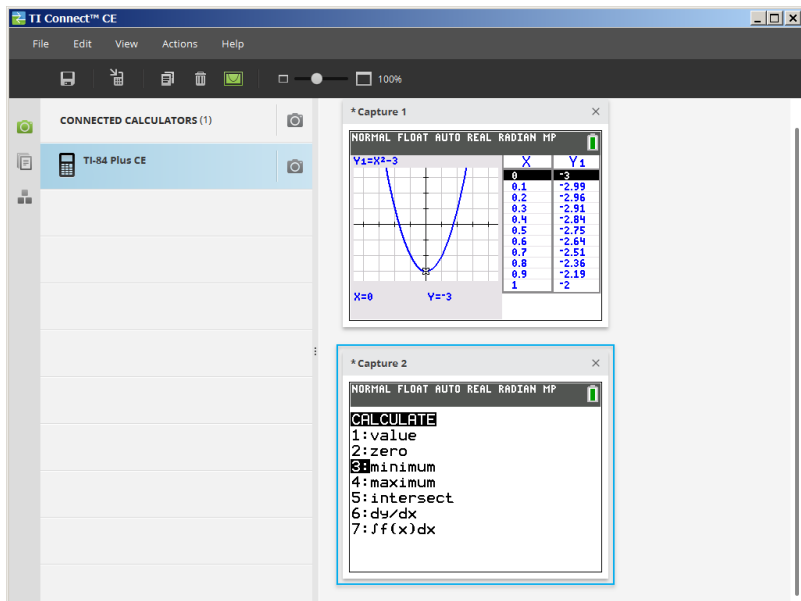 TI Connect™ CE
File Edit View Actions Help
100%
CONNECTED CALCULATORS (1)
TI-84 Plus CE
*Capture 1
NORMAL FLOAT AUTO REAL RADIAN MP
Y₁=X²-3
X Y₁
0 ⁻3
0.1 ⁻2.99
0.2 ⁻2.96
0.3 ⁻2.91
0.4 ⁻2.84
0.5 ⁻2.75
0.6 ⁻2.64
0.7 ⁻2.51
0.8 ⁻2.36
0.9 ⁻2.19
1 ⁻2
X=0 Y=⁻3
*Capture 2
NORMAL FLOAT AUTO REAL RADIAN MP
CALCULATE
1:value
2:zero
3:minimum
4:maximum
5:intersect
6:dy/dx
7:∫f(x)dx